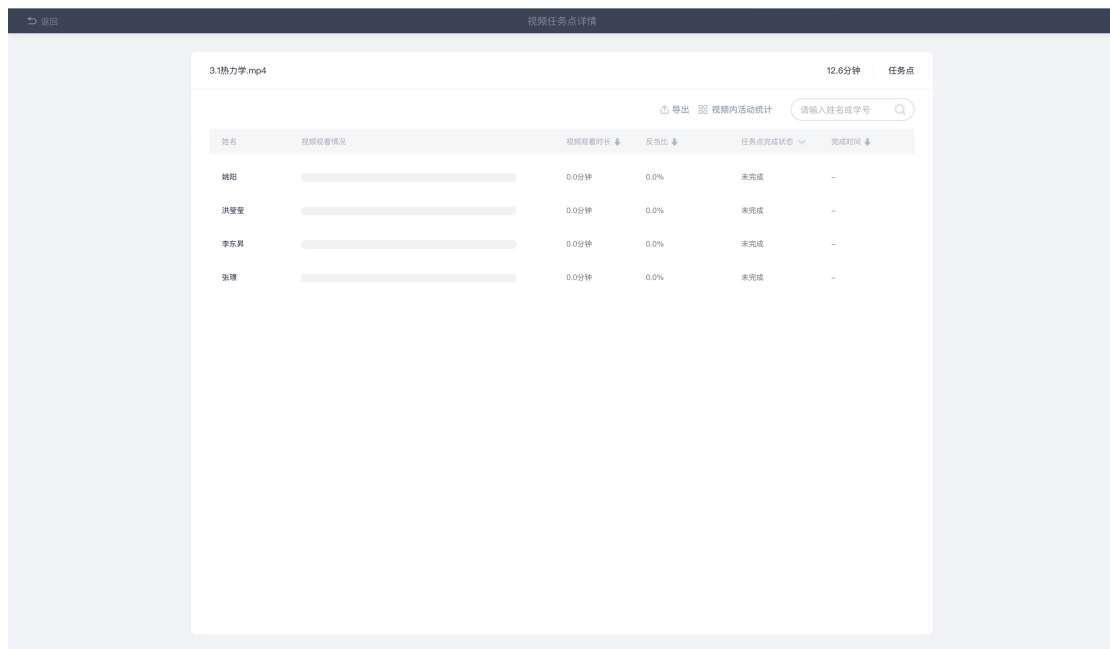 返回 视频任务点详情
3.1热力学.mp4 12.6分钟 任务点
导出 视频内活动统计 请输入姓名或学号
姓名 视频观看情况 视频观看时长 反刍比 任务点完成状态 完成时间
姚阳 0.0分钟 0.0% 未完成 –
洪莹莹 0.0分钟 0.0% 未完成 –
李东昇 0.0分钟 0.0% 未完成 –
张璟 0.0分钟 0.0% 未完成 –